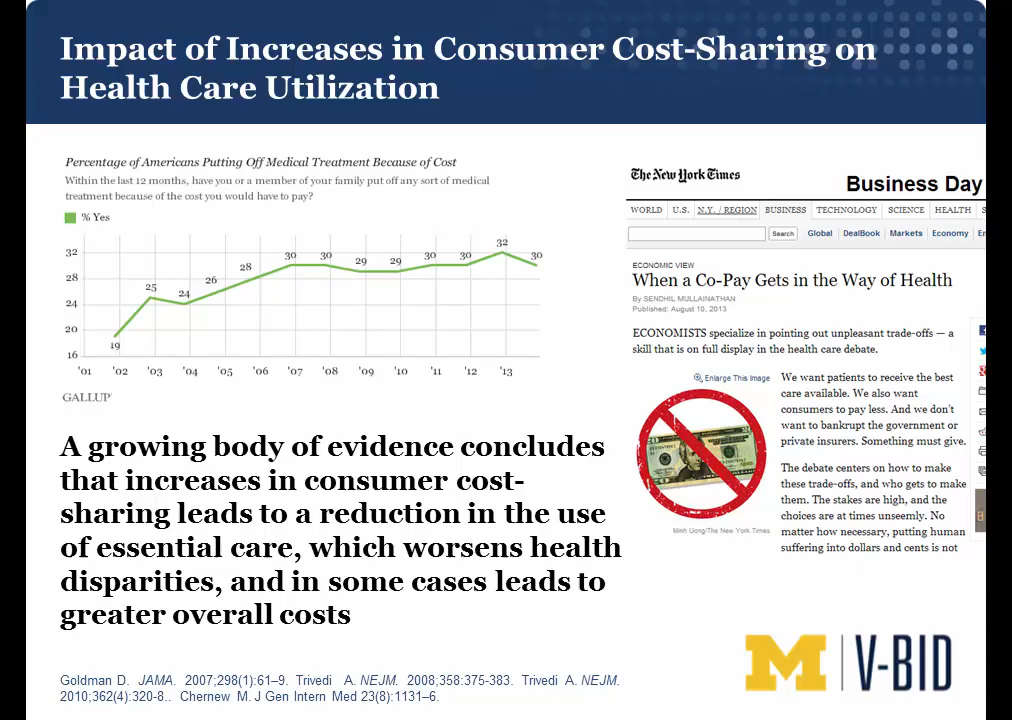 Impact of Increases in Consumer Cost-Sharing on
Health Care Utilization
Percentage of Americans Putting Off Medical Treatment Because of Cost
Within the last 12 months, have you or a member of your family put off any sort of medical
treatment because of the cost you would have to pay?
% Yes
32
28
24
20
16
19
25
24
26
28
30
30
29
29
30
30
32
30
'01 '02 '03 '04 '05 '06 '07 '08 '09 '10 '11 '12 '13
GALLUP
A growing body of evidence concludes
that increases in consumer cost-
sharing leads to a reduction in the use
of essential care, which worsens health
disparities, and in some cases leads to
greater overall costs
The New York Times
Business Day
WORLD U.S. N.Y. / REGION BUSINESS TECHNOLOGY SCIENCE HEALTH S
Search Global DealBook Markets Economy En
ECONOMIC VIEW
When a Co-Pay Gets in the Way of Health
By SENDHIL MULLAINATHAN
Published: August 10, 2013
ECONOMISTS specialize in pointing out unpleasant trade-offs — a
skill that is on full display in the health care debate.
Enlarge This Image
Minh Uong/The New York Times
We want patients to receive the best
care available. We also want
consumers to pay less. And we don't
want to bankrupt the government or
private insurers. Something must give.
The debate centers on how to make
these trade-offs, and who gets to make
them. The stakes are high, and the
choices are at times unseemly. No
matter how necessary, putting human
suffering into dollars and cents is not
Goldman D. JAMA. 2007;298(1):61–9. Trivedi A. NEJM. 2008;358:375-383. Trivedi A. NEJM.
2010;362(4):320-8.. Chernew M. J Gen Intern Med 23(8):1131–6.
M V-BID